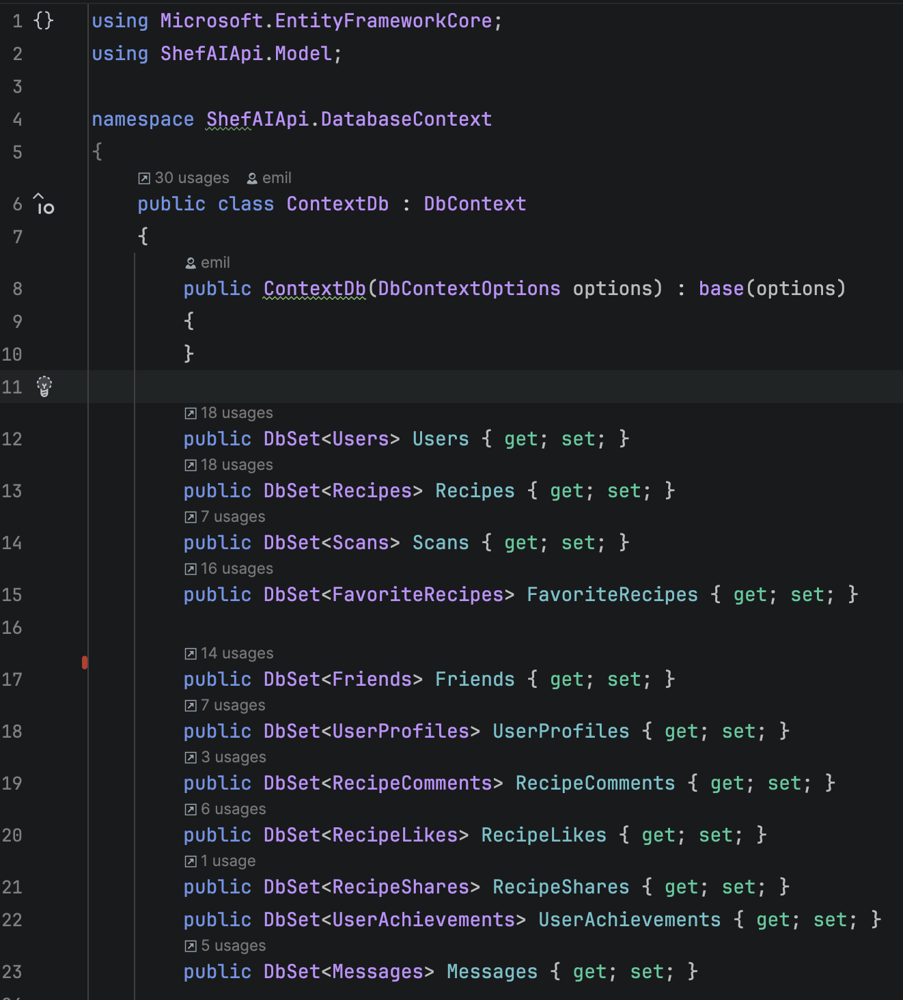 1 {} using Microsoft.EntityFrameworkCore;
2 using ShefAIApi.Model;
3
4 namespace ShefAIApi.DatabaseContext
5 {
30 usages emil
6 public class ContextDb : DbContext
7 {
emil
8 public ContextDb(DbContextOptions options) : base(options)
9 {
10 }
11
18 usages
12 public DbSet<Users> Users { get; set; }
18 usages
13 public DbSet<Recipes> Recipes { get; set; }
7 usages
14 public DbSet<Scans> Scans { get; set; }
16 usages
15 public DbSet<FavoriteRecipes> FavoriteRecipes { get; set; }
16
14 usages
17 public DbSet<Friends> Friends { get; set; }
7 usages
18 public DbSet<UserProfiles> UserProfiles { get; set; }
3 usages
19 public DbSet<RecipeComments> RecipeComments { get; set; }
6 usages
20 public DbSet<RecipeLikes> RecipeLikes { get; set; }
1 usage
21 public DbSet<RecipeShares> RecipeShares { get; set; }
22 public DbSet<UserAchievements> UserAchievements { get; set; }
5 usages
23 public DbSet<Messages> Messages { get; set; }